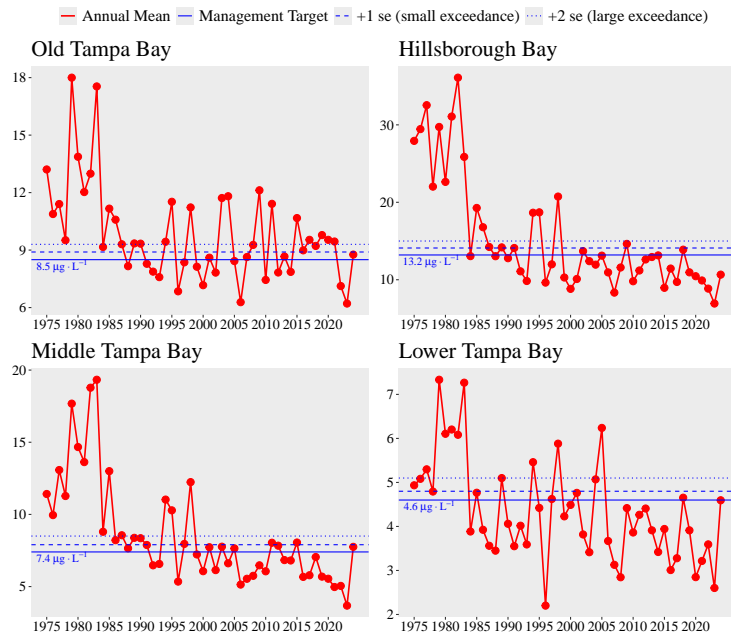 Annual Mean Management Target +1 se (small exceedance) +2 se (large exceedance)
Old Tampa Bay
18
15
12
9
6
8.5 μg · L⁻¹
1975 1980 1985 1990 1995 2000 2005 2010 2015 2020
Hillsborough Bay
30
20
10
13.2 μg · L⁻¹
1975 1980 1985 1990 1995 2000 2005 2010 2015 2020
Middle Tampa Bay
20
15
10
5
7.4 μg · L⁻¹
1975 1980 1985 1990 1995 2000 2005 2010 2015 2020
Lower Tampa Bay
7
6
5
4
3
2
4.6 μg · L⁻¹
1975 1980 1985 1990 1995 2000 2005 2010 2015 2020